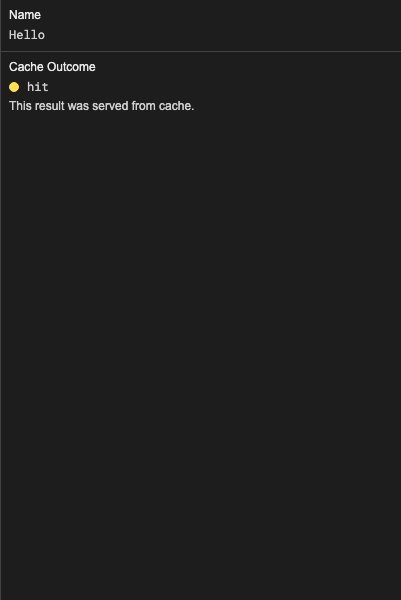 Name
Hello
Cache Outcome
hit
This result was served from cache.